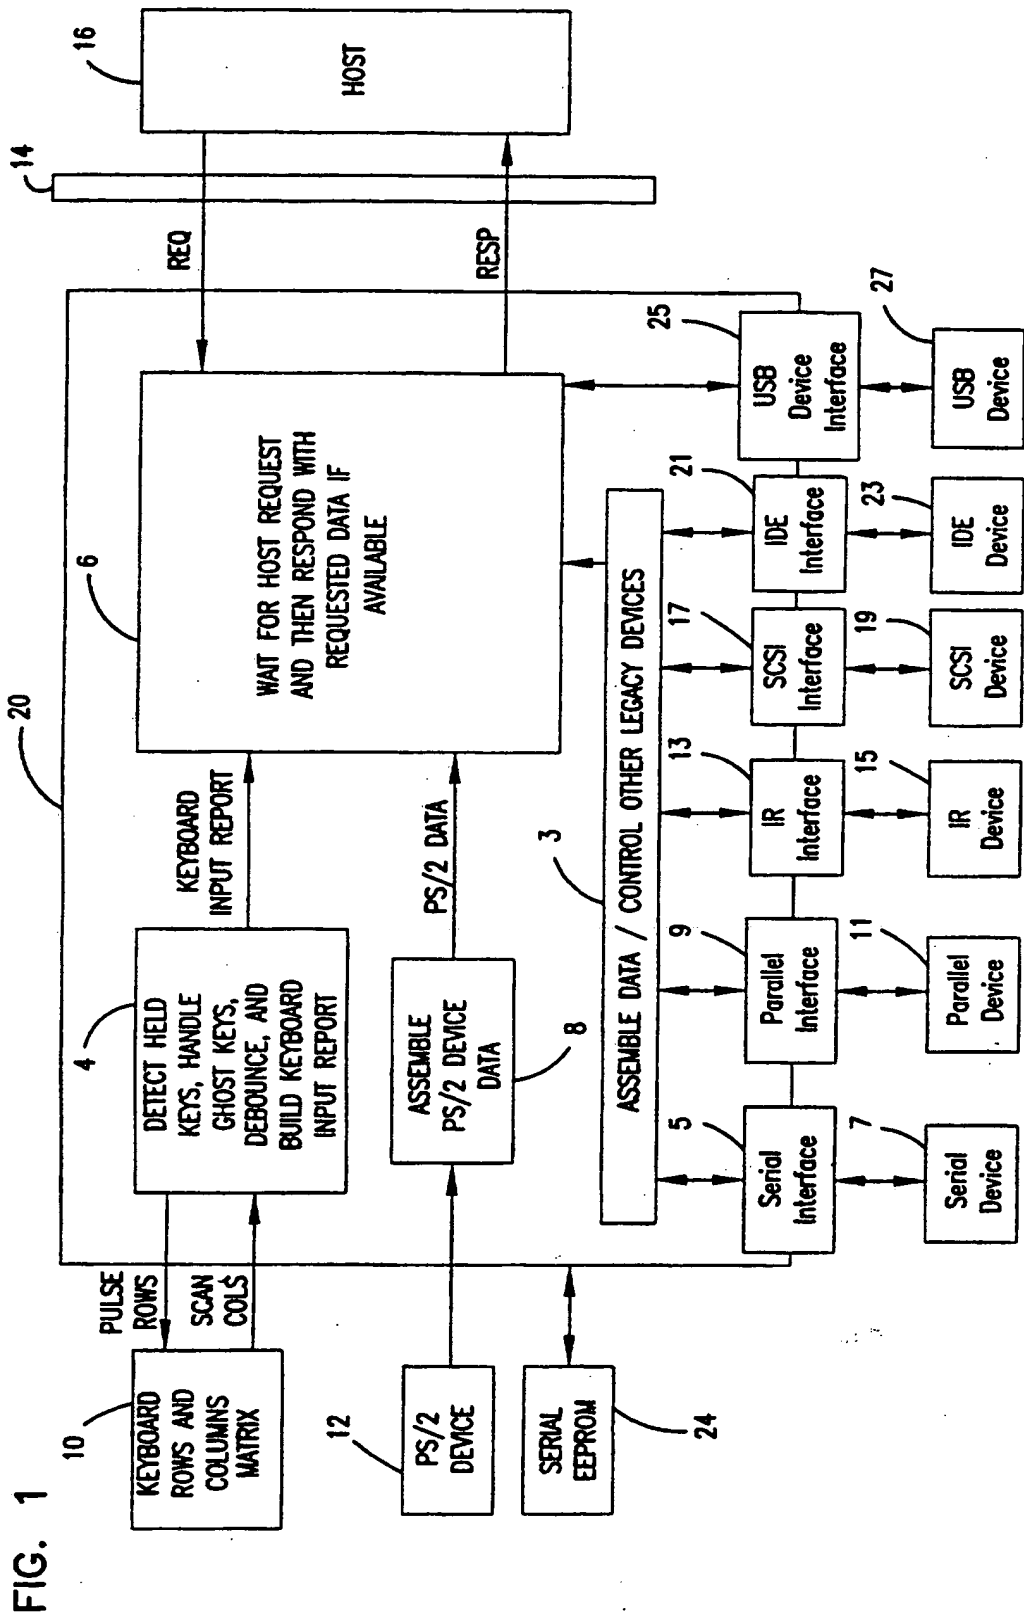 FIG. 1
20
16
14
10
KEYBOARD
ROWS AND
COLUMNS
MATRIX
PULSE
ROWS
SCAN
COLS
4
DETECT HELD
KEYS, HANDLE
GHOST KEYS,
DEBOUNCE, AND
BUILD KEYBOARD
INPUT REPORT
KEYBOARD
INPUT REPORT
6
WAIT FOR HOST REQUEST
AND THEN RESPOND WITH
REQUESTED DATA IF
AVAILABLE
REQ
RESP
HOST
12
PS/2
DEVICE
ASSEMBLE
PS/2 DEVICE
DATA
8
PS/2 DATA
SERIAL
EEPROM
24
3
ASSEMBLE DATA / CONTROL OTHER LEGACY DEVICES
5
Serial
Interface
9
Parallel
Interface
13
IR
Interface
17
SCSI
Interface
21
IDE
Interface
25
USB
Device
Interface
7
Serial
Device
11
Parallel
Device
15
IR
Device
19
SCSI
Device
23
IDE
Device
27
USB
Device